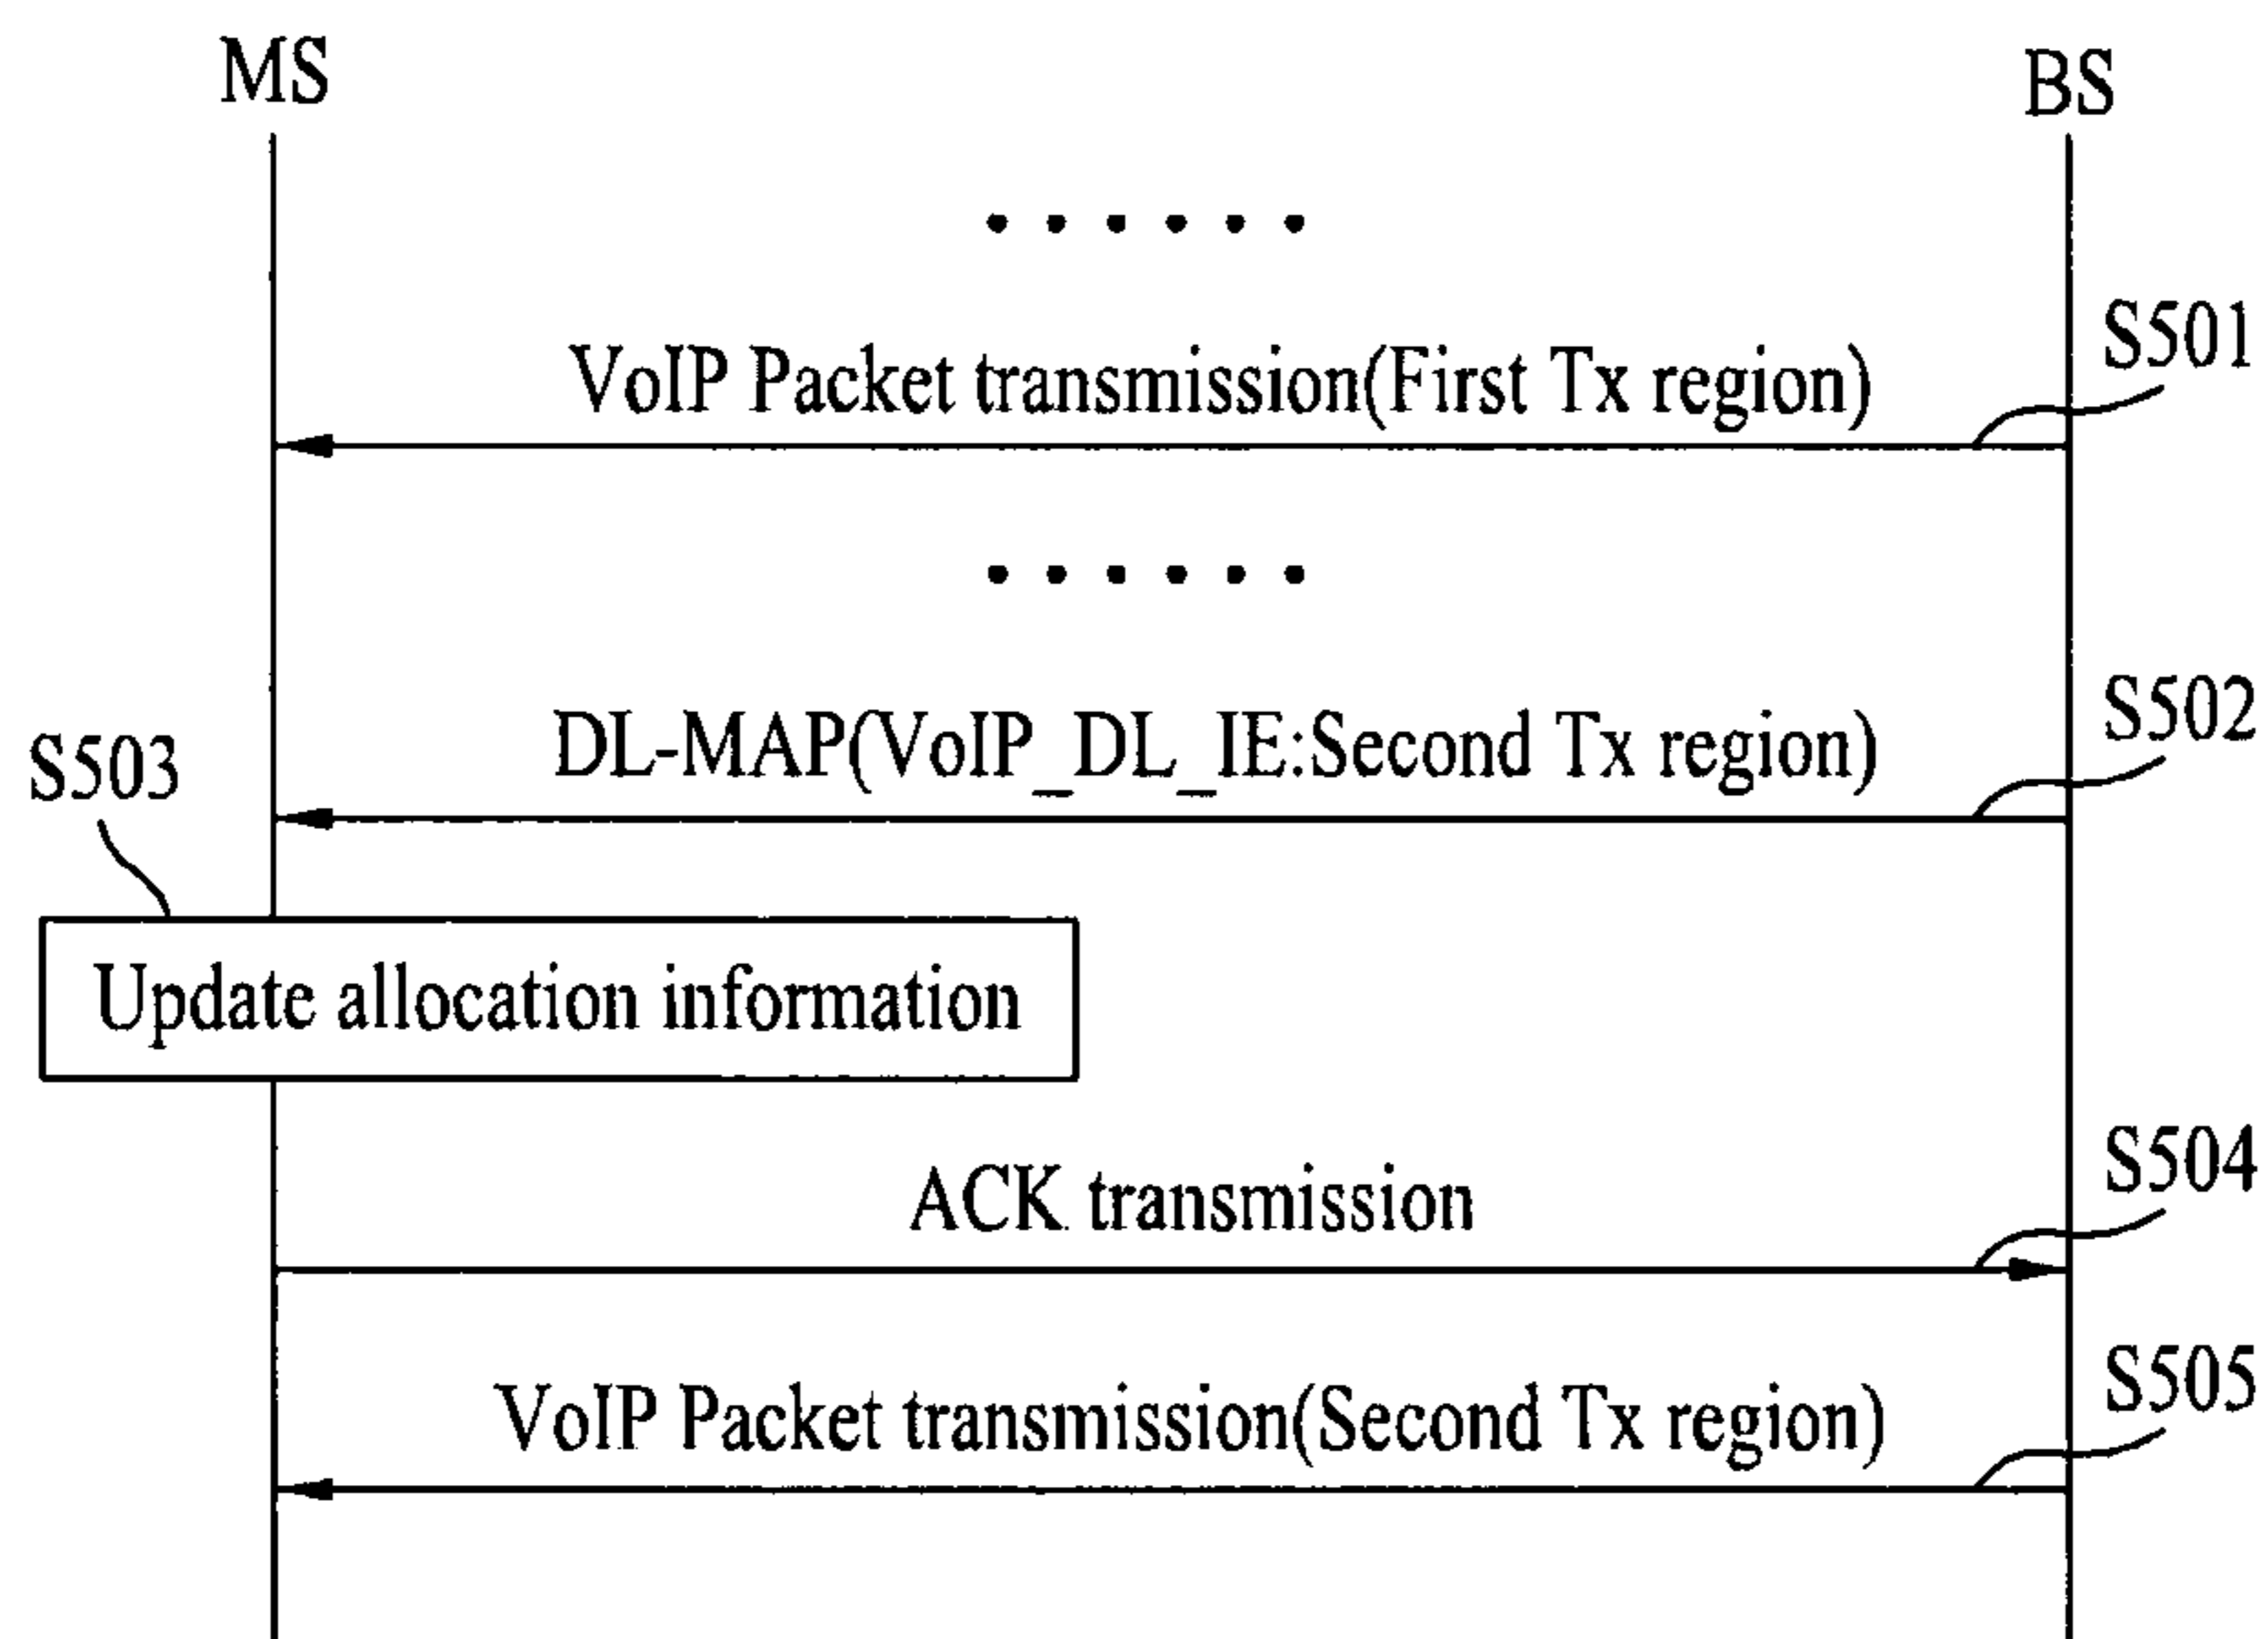 MS
BS
S501
VoIP Packet transmission(First Tx region)
S502
DL-MAP(VoIP_DL_IE:Second Tx region)
S503
Update allocation information
S504
ACK transmission
S505
VoIP Packet transmission(Second Tx region)